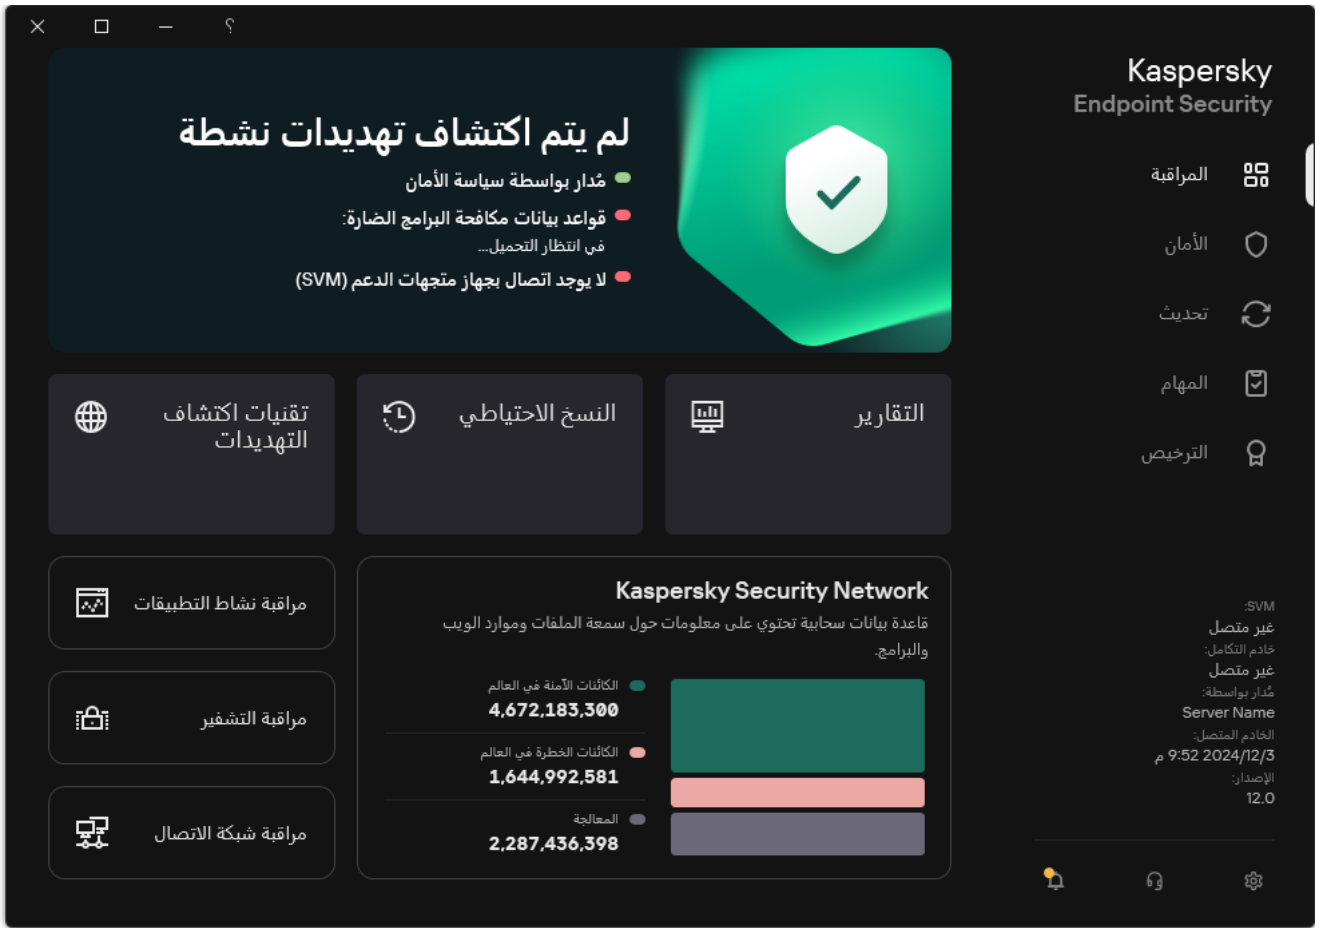 ؟
Kaspersky
Endpoint Security
المراقبة
الأمان
تحديث
المهام
الترخيص
لم يتم اكتشاف تهديدات نشطة
مُدار بواسطة سياسة الأمان
قواعد بيانات مكافحة البرامج الضارة:
في انتظار التحميل...
لا يوجد اتصال بجهاز متجهات الدعم (SVM)
التقارير
النسخ الاحتياطي
تقنيات اكتشاف
التهديدات
Kaspersky Security Network
قاعدة بيانات سحابية تحتوي على معلومات حول سمعة الملفات وموارد الويب
والبرامج.
الكائنات الآمنة في العالم
4,672,183,300
الكائنات الخطرة في العالم
1,644,992,581
المعالجة
2,287,436,398
مراقبة نشاط التطبيقات
مراقبة التشفير
مراقبة شبكة الاتصال
SVM:
غير متصل
خادم التكامل:
غير متصل
مُدار بواسطة:
Server Name
الخادم المتصل:
2024/12/3 9:52 م
الإصدار:
12.0